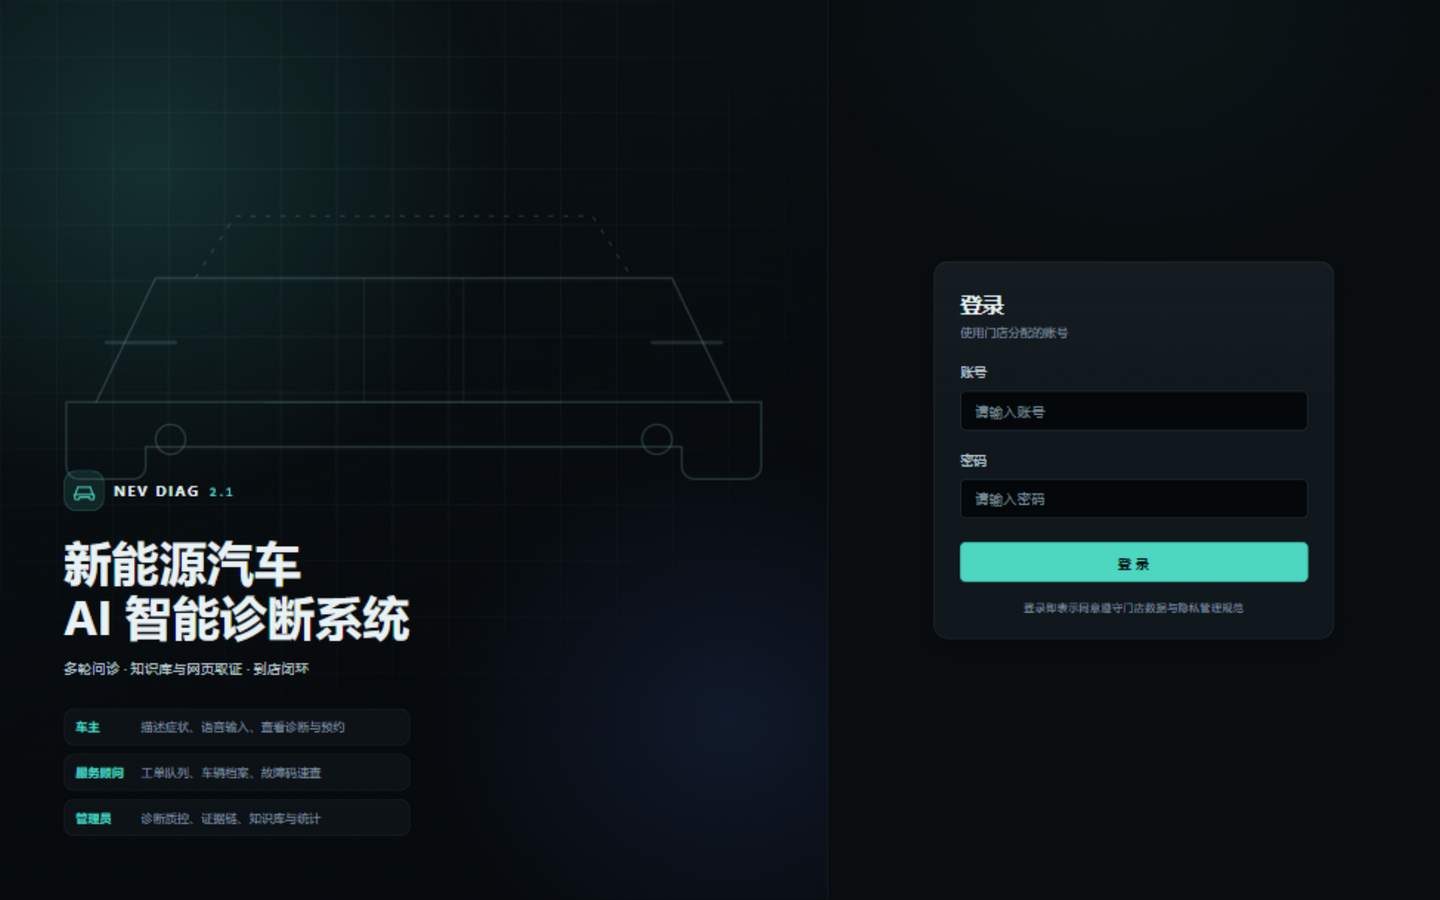 NEV DIAG 2.1
新能源汽车
AI 智能诊断系统
多轮问诊 · 知识库与网页取证 · 到店闭环
车主 描述症状、语音输入、查看诊断与预约
服务顾问 工单队列、车辆档案、故障码速查
管理员 诊断质控、证据链、知识库与统计
登录
使用门店分配的账号
账号
请输入账号
密码
请输入密码
登 录
登录即表示同意遵守门店数据与隐私管理规范